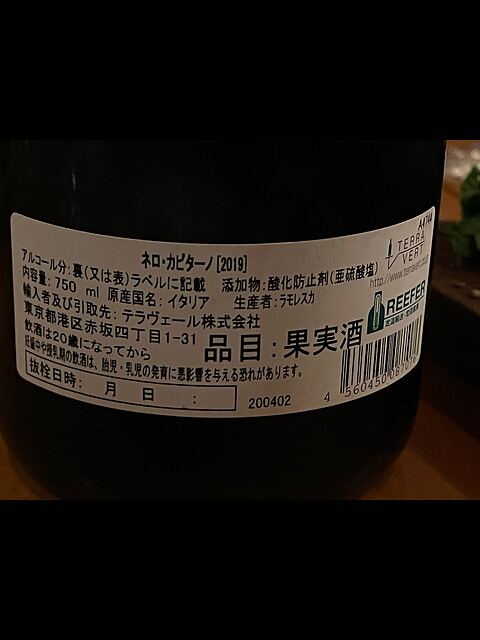 ネロ・カピターノ [2019]
アルコール分：裏(又は表)ラベルに記載 添加物：酸化防止剤(亜硫酸塩)
内容量：750 ml 原産国名：イタリア 生産者：ラモレスカ
輸入者及び引取先：テラヴェール株式会社
東京都港区赤坂四丁目1-31
飲酒は20歳になってから
妊娠中や授乳期の飲酒は、胎児・乳児の発育に悪影響を与える恐れがあります。
品目：果実酒
抜栓日時： 月 日 ：
200402
TERRA
VERT
REEFER